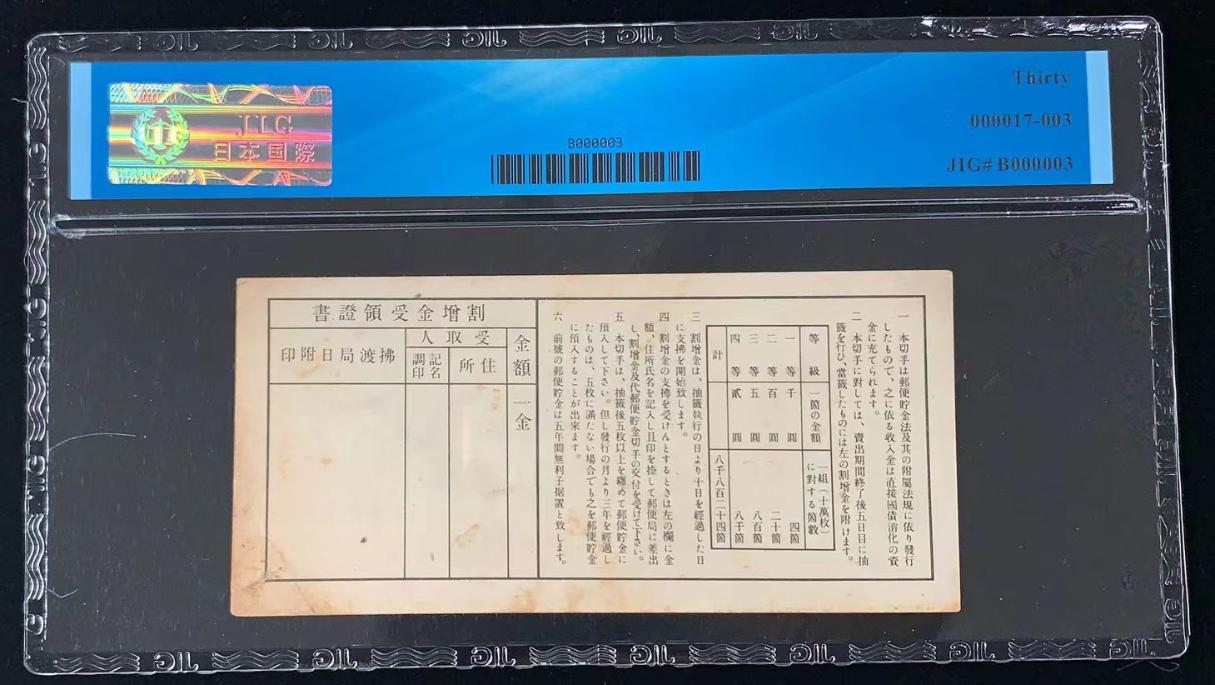 JIG
日本国際
B000003
Thirty
000017-003
JIG# B000003
一 本切手は郵便貯金法及其の附屬法規に依り發行
したもので、之に依る收入金は直接國債消化の資
金に充てられます。
二 本切手に對しては、賣出期間終了後五日目に抽
籤を行ひ、當籤したものには左の割增金を附けます。
等級 一箇の金額 一組(十萬枚)に對する箇數
一等 千圓 四箇
二等 百圓 二十箇
三等 五圓 八百箇
四等 貳圓 八千箇
計 八千八百二十四箇
三 割增金は、抽籤執行の日より十日を經過した日
に支拂を開始致します。
四 割增金の支拂を受けんとするときは左の欄に金
額、住所氏名を記入し且印を捺して郵便局に差出
し、割增金及代郵便貯金切手の交付を受けて下さい。
五 本切手は、抽籤後五枚以上を纏めて郵便貯金に
預入して下さい。但し發行の月より三年を經過し
たものは、五枚に滿たない場合でも之を郵便貯金
に預入することが出來ます。
六 前號の郵便貯金は五年間無利子据置と致します。
割增金受領證書
金額
一金
受取人
住所
記名調印
拂渡局日附印